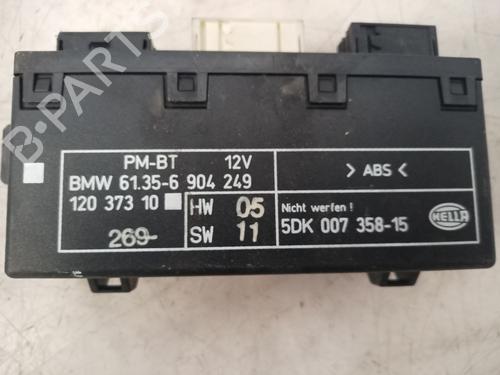 B-PARTS
PM-BT 12V
BMW 61.35-6 904 249
120 373 10 HW 05
269- SW 11
> ABS <
Nicht werfen !
5DK 007 358-15
HELLA